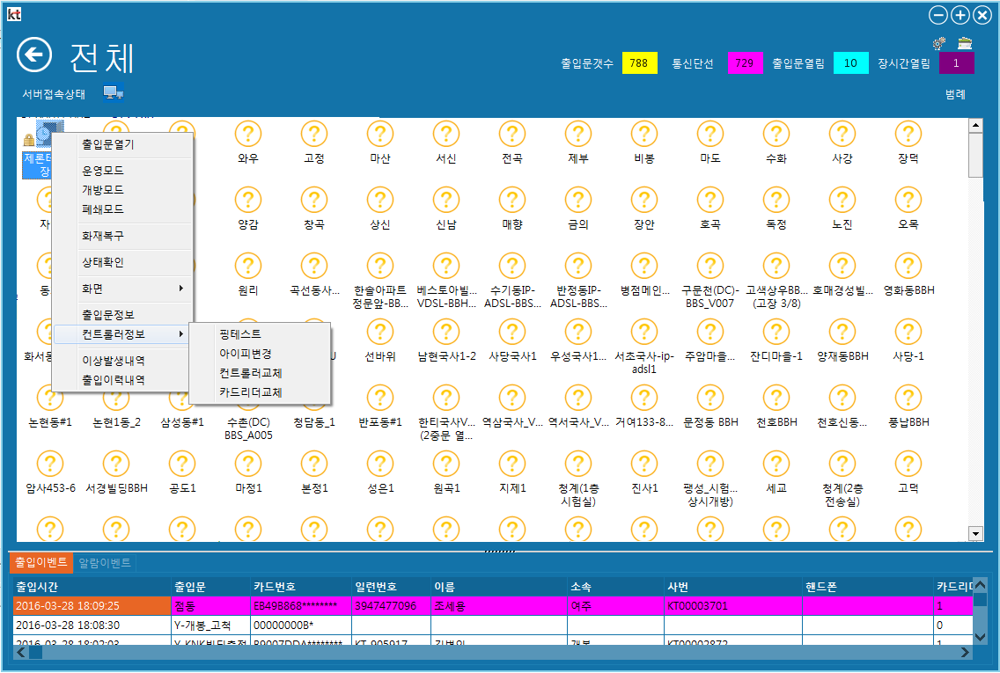 kt
전체
출입문갯수 788 통신단선 729 출입문열림 10 장시간열림 1
서버접속상태
범례
와우 고정 마산 서신 전곡 제부 비봉 마도 수화 사강 장덕
제론티
장
출입문열기
운영모드
개방모드
폐쇄모드
화재복구
상태확인
화면
출입문정보
컨트롤러정보
이상발생내역
출입이력내역
핑테스트
아이피변경
컨트롤러교체
카드리더교체
양감 창곡 상신 신남 매향 금의 장안 호곡 독정 노진 오목
원리 곡선동사... 한솔아파트 베스토아빌... 수기동IP- 반정동IP- 병점메인... 구문천(DC)- 고색상우BB... 호매경성빌... 영화동BBH
정문앞-BB... VDSL-BBH... ADSL-BBS... ADSL-BBS... BBS_V007 (고장 3/8)
화서동
선바위 남현국사1-2 사당국사1 우성국사1... 서초국사-ip- 주암마을... 잔디마을-1 양재동BBH 사당-1
adsl1
논현동#1 논현1동_2 삼성동#1 수촌(DC) 청담동_1 반포동#1 한티국사V... 역삼국사_V... 역서국사_V... 거여133-8... 문정동 BBH 천호BBH 천호신동... 풍납BBH
BBS_A005 (2중문 열...
암사453-6 서경빌딩BBH 공도1 마정1 본정1 성은1 원곡1 지제1 청계(1층 진사1 팽성_시험... 세교 청계(2층 고덕
시험실) 상시개방) 전송실)
출입이벤트 알람이벤트
출입시간 출입문 카드번호 일련번호 이름 소속 사번 핸드폰 카드리더
2016-03-28 18:09:25 점동 EB49B868******** 3947477096 조세용 여주 KT00003701 1
2016-03-28 18:08:30 Y-개봉_고척 00000000B* 0
2016-03-28 18:02:03 B9007DDA******** KT-905917 개봉 KT00002872 1